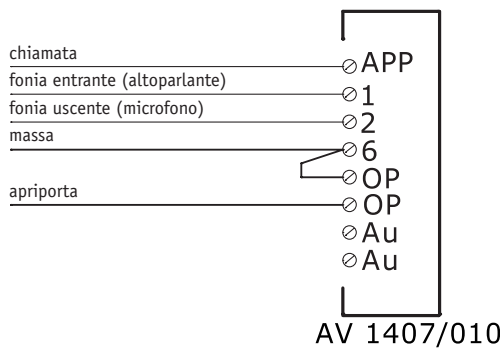 chiamata
APP
fonia entrante (altoparlante)
1
fonia uscente (microfono)
2
massa
6
OP
apriporta
OP
Au
Au
AV 1407/010